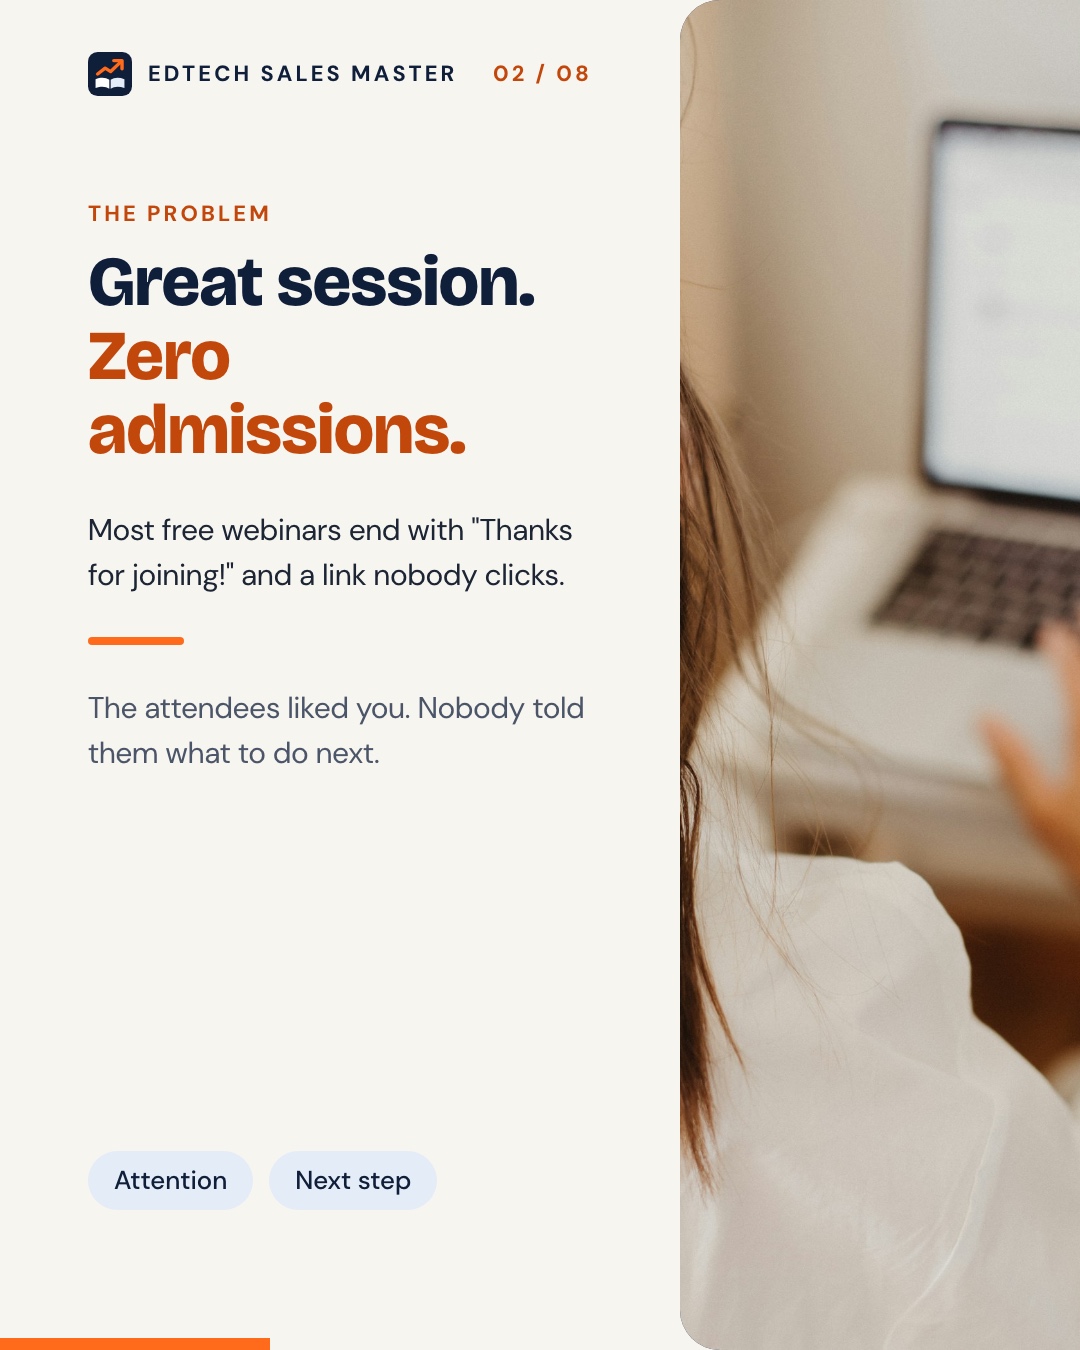 EDTECH SALES MASTER 02 / 08
THE PROBLEM
Great session.
Zero
admissions.
Most free webinars end with "Thanks
for joining!" and a link nobody clicks.
The attendees liked you. Nobody told
them what to do next.
Attention Next step